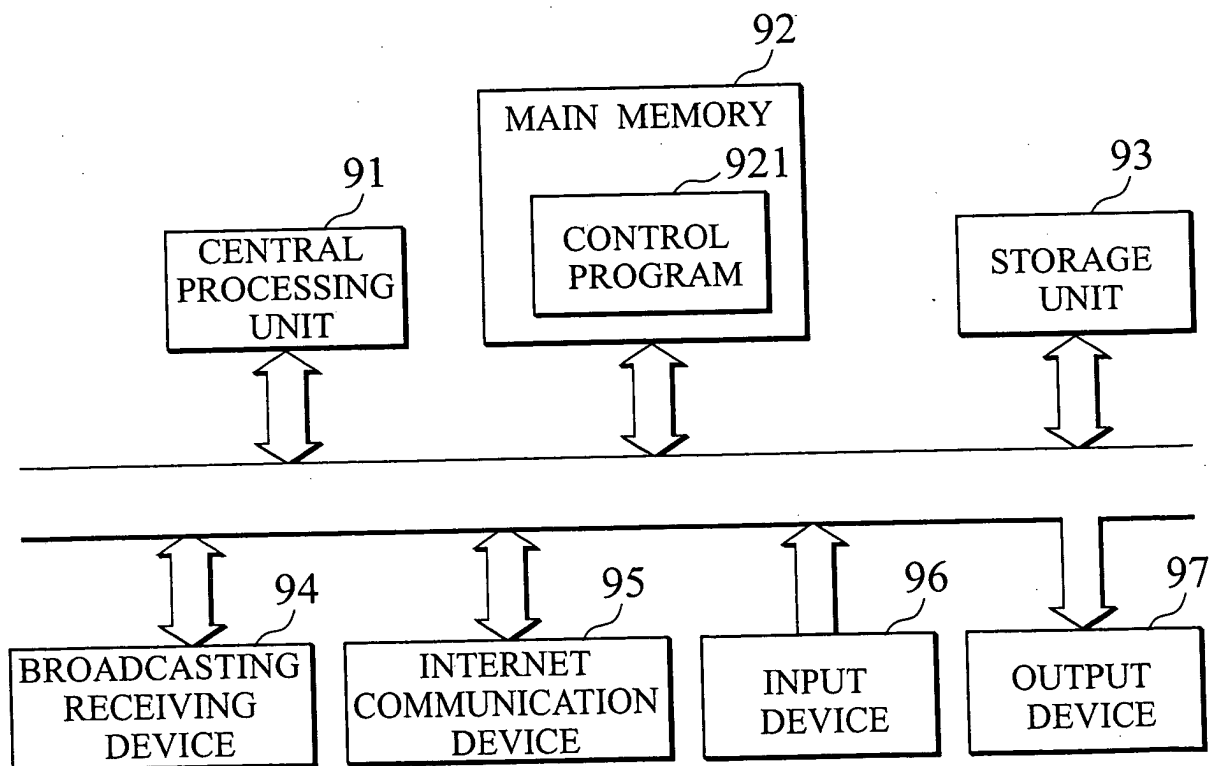 92
MAIN MEMORY
921
CONTROL
PROGRAM
91
CENTRAL
PROCESSING
UNIT
93
STORAGE
UNIT
94
BROADCASTING
RECEIVING
DEVICE
95
INTERNET
COMMUNICATION
DEVICE
96
INPUT
DEVICE
97
OUTPUT
DEVICE